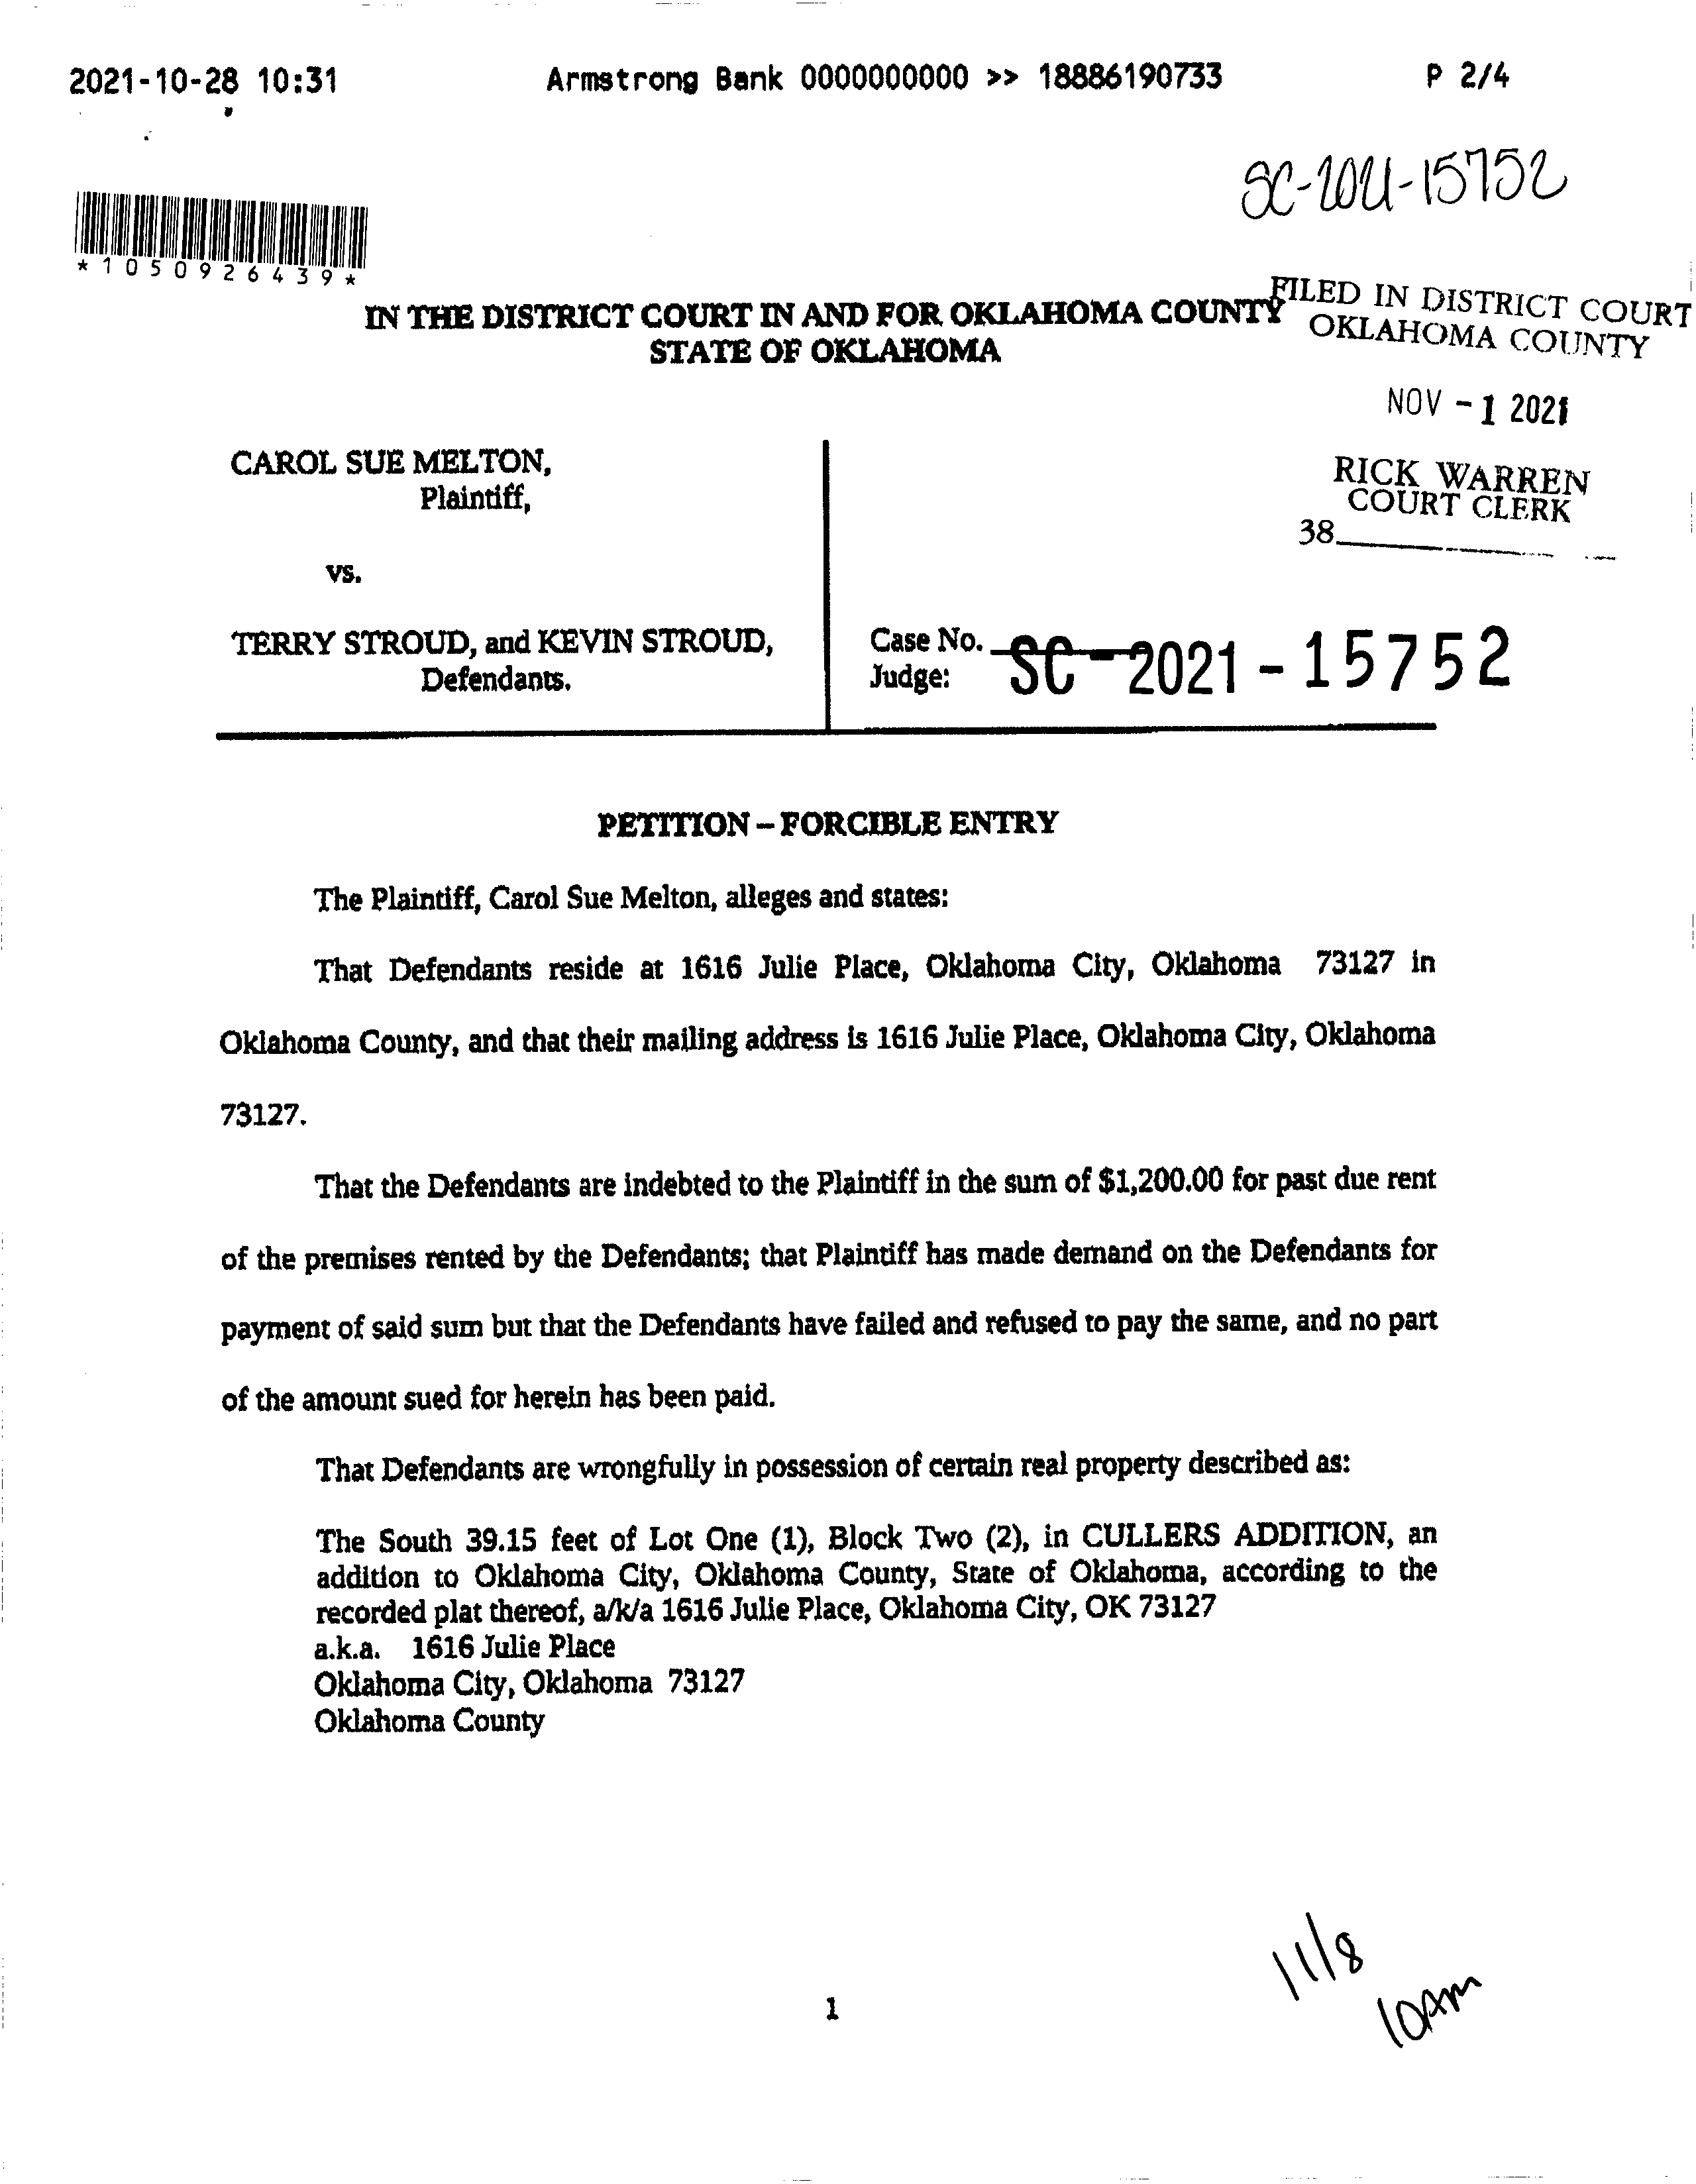 2021-10-28 10:31 Armstrong Bank 0000000000 >> 18886190733 P 2/4
SC-2021-15752
*1050926439*
IN THE DISTRICT COURT IN AND FOR OKLAHOMA COUNTY
STATE OF OKLAHOMA
FILED IN DISTRICT COURT
OKLAHOMA COUNTY
NOV -1 2021
RICK WARREN
COURT CLERK
38
CAROL SUE MELTON,
Plaintiff,
vs.
TERRY STROUD, and KEVIN STROUD,
Defendants.
Case No. SC-2021-15752
Judge:
PETITION – FORCIBLE ENTRY
The Plaintiff, Carol Sue Melton, alleges and states:
That Defendants reside at 1616 Julie Place, Oklahoma City, Oklahoma 73127 in
Oklahoma County, and that their mailing address is 1616 Julie Place, Oklahoma City, Oklahoma
73127.
That the Defendants are indebted to the Plaintiff in the sum of $1,200.00 for past due rent
of the premises rented by the Defendants; that Plaintiff has made demand on the Defendants for
payment of said sum but that the Defendants have failed and refused to pay the same, and no part
of the amount sued for herein has been paid.
That Defendants are wrongfully in possession of certain real property described as:
The South 39.15 feet of Lot One (1), Block Two (2), in CULLERS ADDITION, an
addition to Oklahoma City, Oklahoma County, State of Oklahoma, according to the
recorded plat thereof, a/k/a 1616 Julie Place, Oklahoma City, OK 73127
a.k.a. 1616 Julie Place
Oklahoma City, Oklahoma 73127
Oklahoma County
11/8
10AM
1